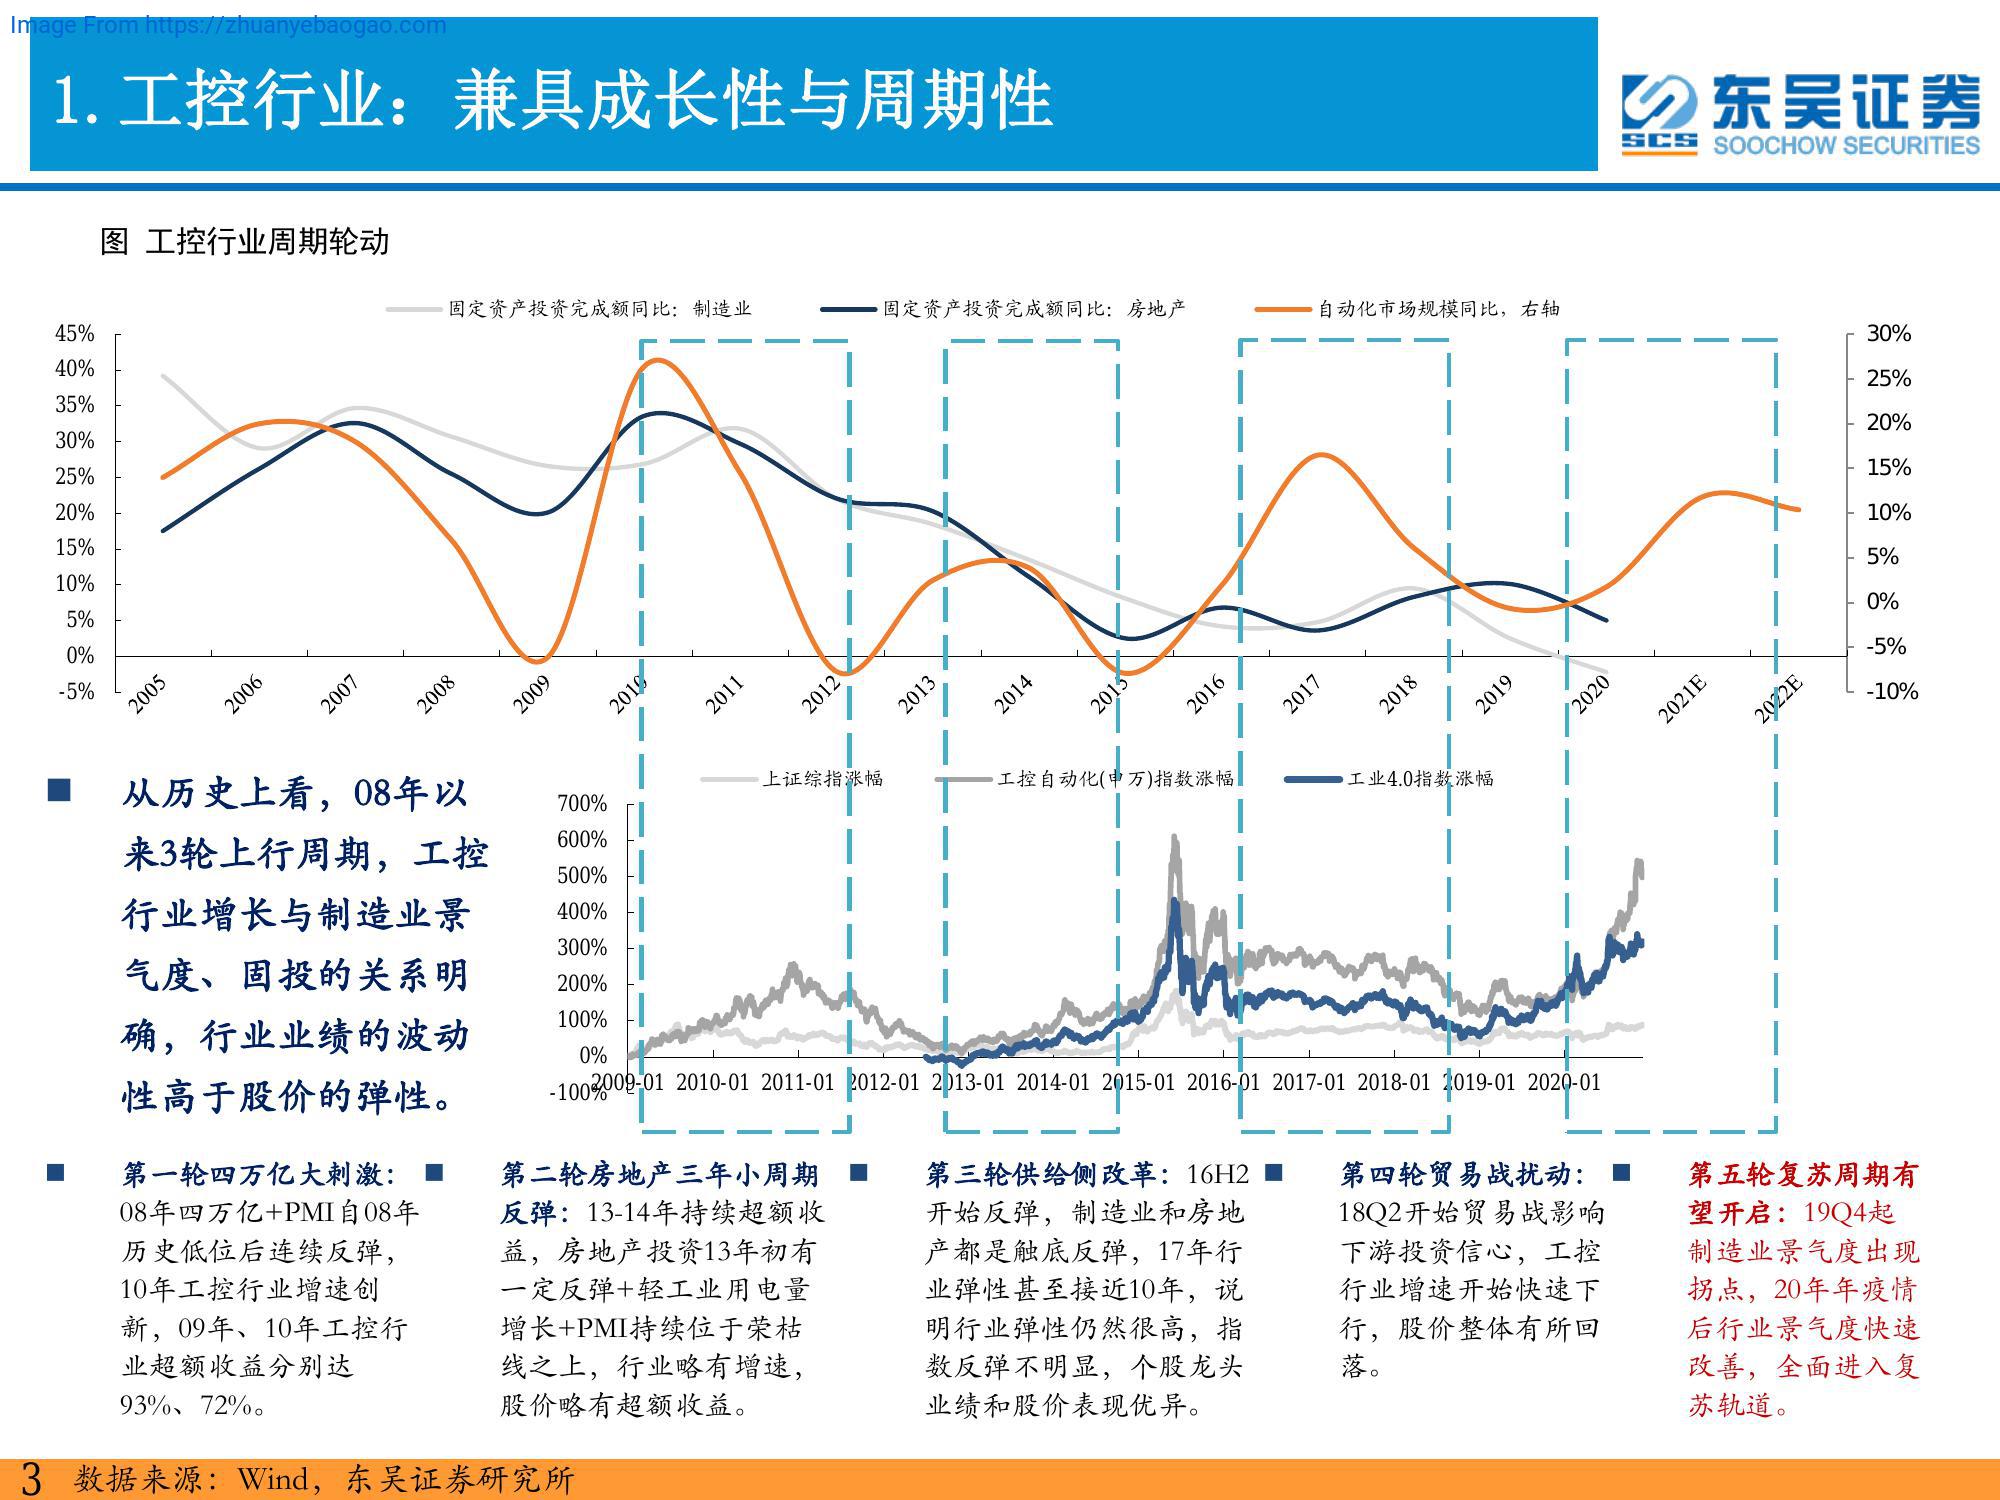 Image From https://zhuanyebaogao.com
1. 工控行业：兼具成长性与周期性
东吴证券
SCS
SOOCHOW SECURITIES
图 工控行业周期轮动
固定资产投资完成额同比：制造业
固定资产投资完成额同比：房地产
自动化市场规模同比，右轴
45%
40%
35%
30%
25%
20%
15%
10%
5%
0%
-5%
30%
25%
20%
15%
10%
5%
0%
-5%
-10%
2005 2006 2007 2008 2009 2010 2011 2012 2013 2014 2015 2016 2017 2018 2019 2020 2021E 2022E
从历史上看，08年以
来3轮上行周期，工控
行业增长与制造业景
气度、固投的关系明
确，行业业绩的波动
性高于股价的弹性。
上证综指涨幅
工控自动化(申万)指数涨幅
工业4.0指数涨幅
700%
600%
500%
400%
300%
200%
100%
0%
-100%
2009-01 2010-01 2011-01 2012-01 2013-01 2014-01 2015-01 2016-01 2017-01 2018-01 2019-01 2020-01
第一轮四万亿大刺激：
08年四万亿+PMI自08年
历史低位后连续反弹，
10年工控行业增速创
新，09年、10年工控行
业超额收益分别达
93%、72%。
第二轮房地产三年小周期
反弹：13-14年持续超额收
益，房地产投资13年初有
一定反弹+轻工业用电量
增长+PMI持续位于荣枯
线之上，行业略有增速，
股价略有超额收益。
第三轮供给侧改革：16H2
开始反弹，制造业和房地
产都是触底反弹，17年行
业弹性甚至接近10年，说
明行业弹性仍然很高，指
数反弹不明显，个股龙头
业绩和股价表现优异。
第四轮贸易战扰动：
18Q2开始贸易战影响
下游投资信心，工控
行业增速开始快速下
行，股价整体有所回
落。
第五轮复苏周期有
望开启：19Q4起
制造业景气度出现
拐点，20年年疫情
后行业景气度快速
改善，全面进入复
苏轨道。
3
数据来源：Wind，东吴证券研究所